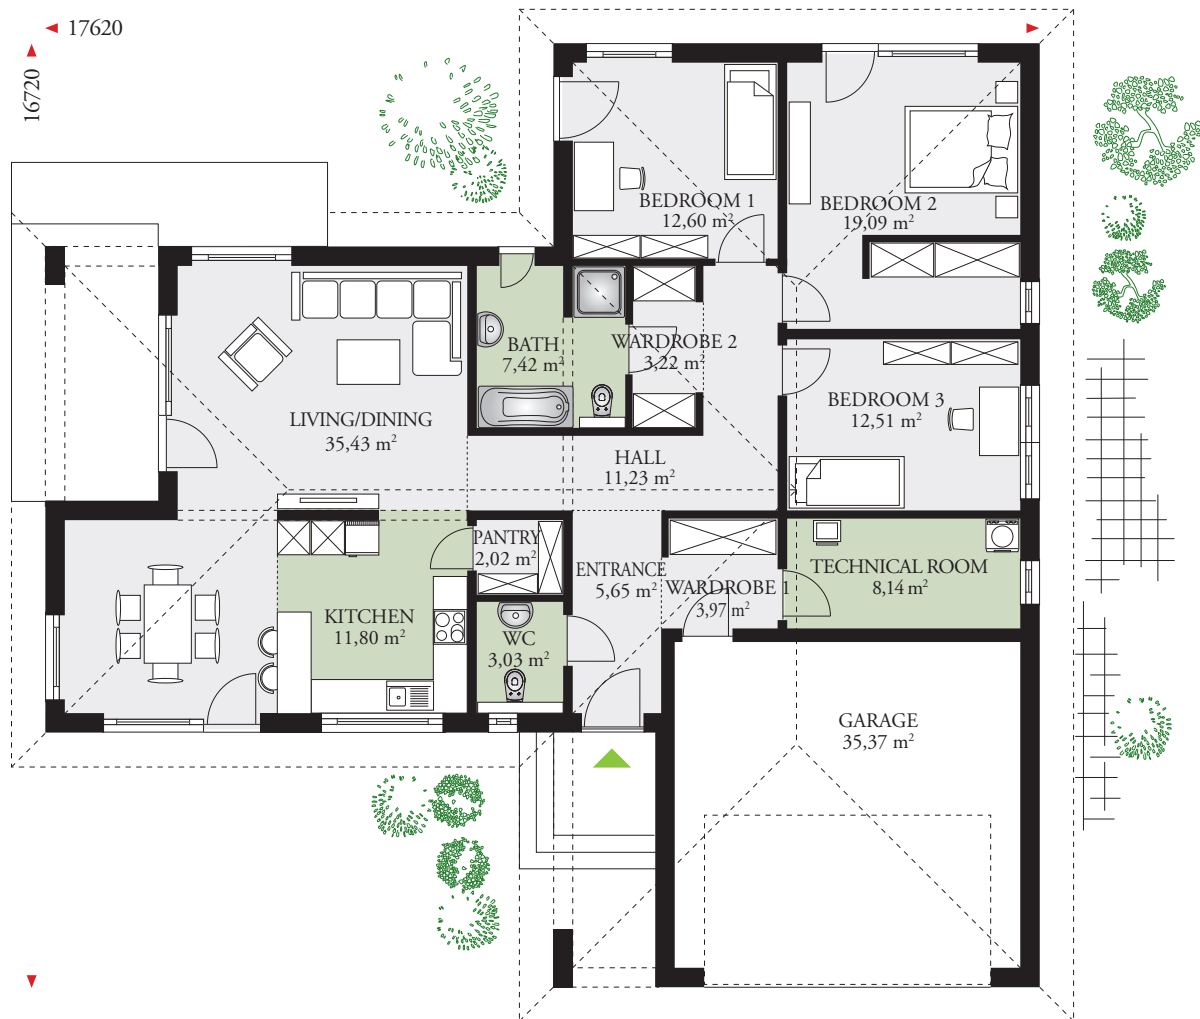 17620
16720
BEDROOM 1
12.60 m²
BEDROOM 2
19,09 m²
BATH
7,42 m²
WARDROBE 2
3,22 m²
LIVING/DINING
35,43 m²
BEDROOM 3
12,51 m²
HALL
11,23 m²
PANTRY
2,02 m²
ENTRANCE
5,65 m²
WARDROBE 1
3,97 m²
TECHNICAL ROOM
8,14 m²
KITCHEN
11,80 m²
WC
3,03 m²
GARAGE
35,37 m²